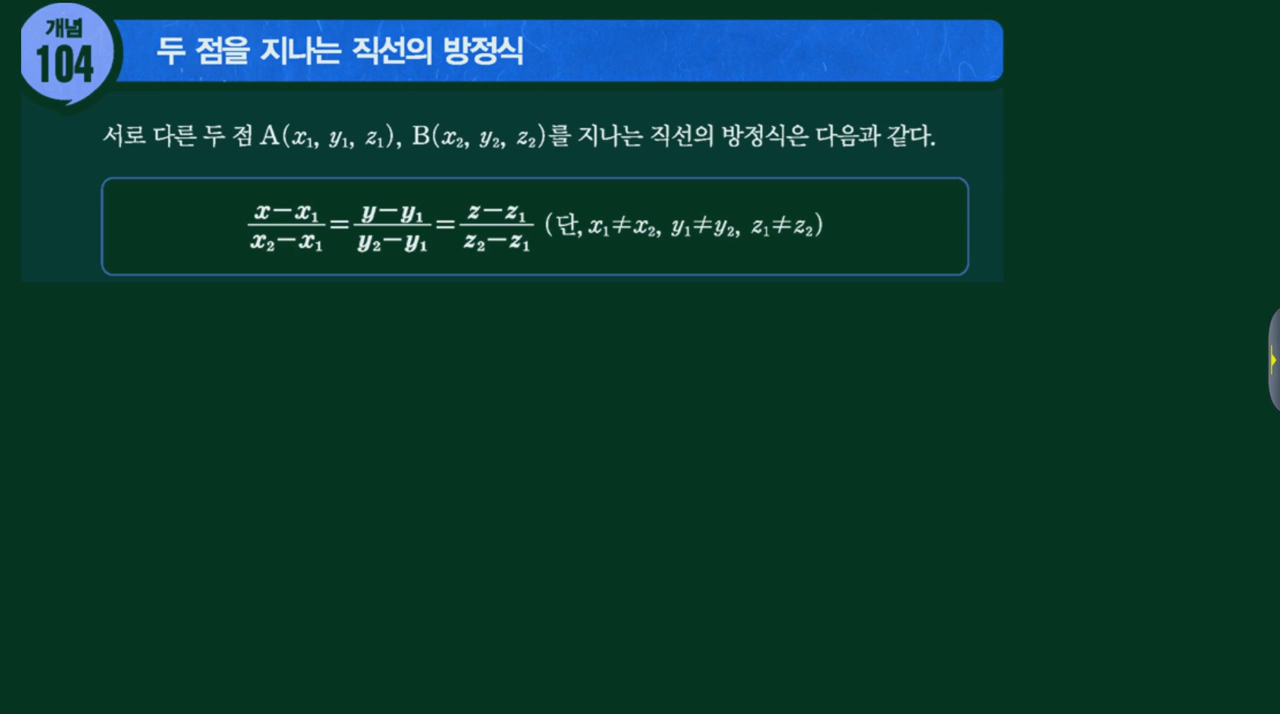 개념
104
두 점을 지나는 직선의 방정식
서로 다른 두 점 A(x₁, y₁, z₁), B(x₂, y₂, z₂)를 지나는 직선의 방정식은 다음과 같다.
(x−x₁)/(x₂−x₁)=(y−y₁)/(y₂−y₁)=(z−z₁)/(z₂−z₁) (단, x₁≠x₂, y₁≠y₂, z₁≠z₂)